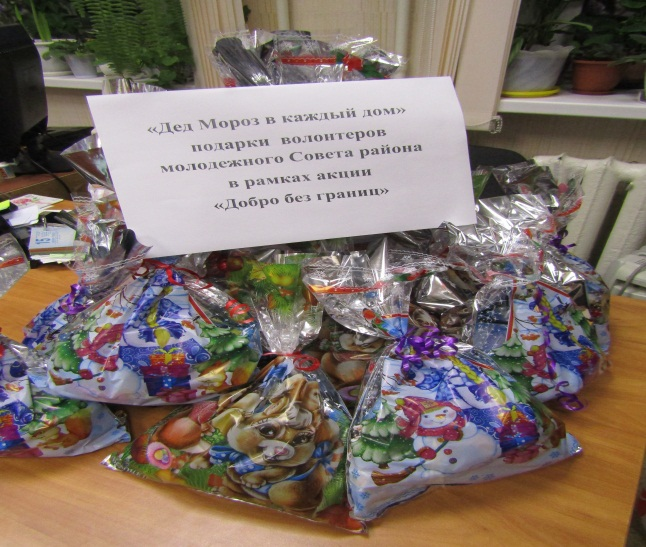 «Дед Мороз в каждый дом»
подарки волонтеров
молодежного Совета района
в рамках акции
«Добро без границ»